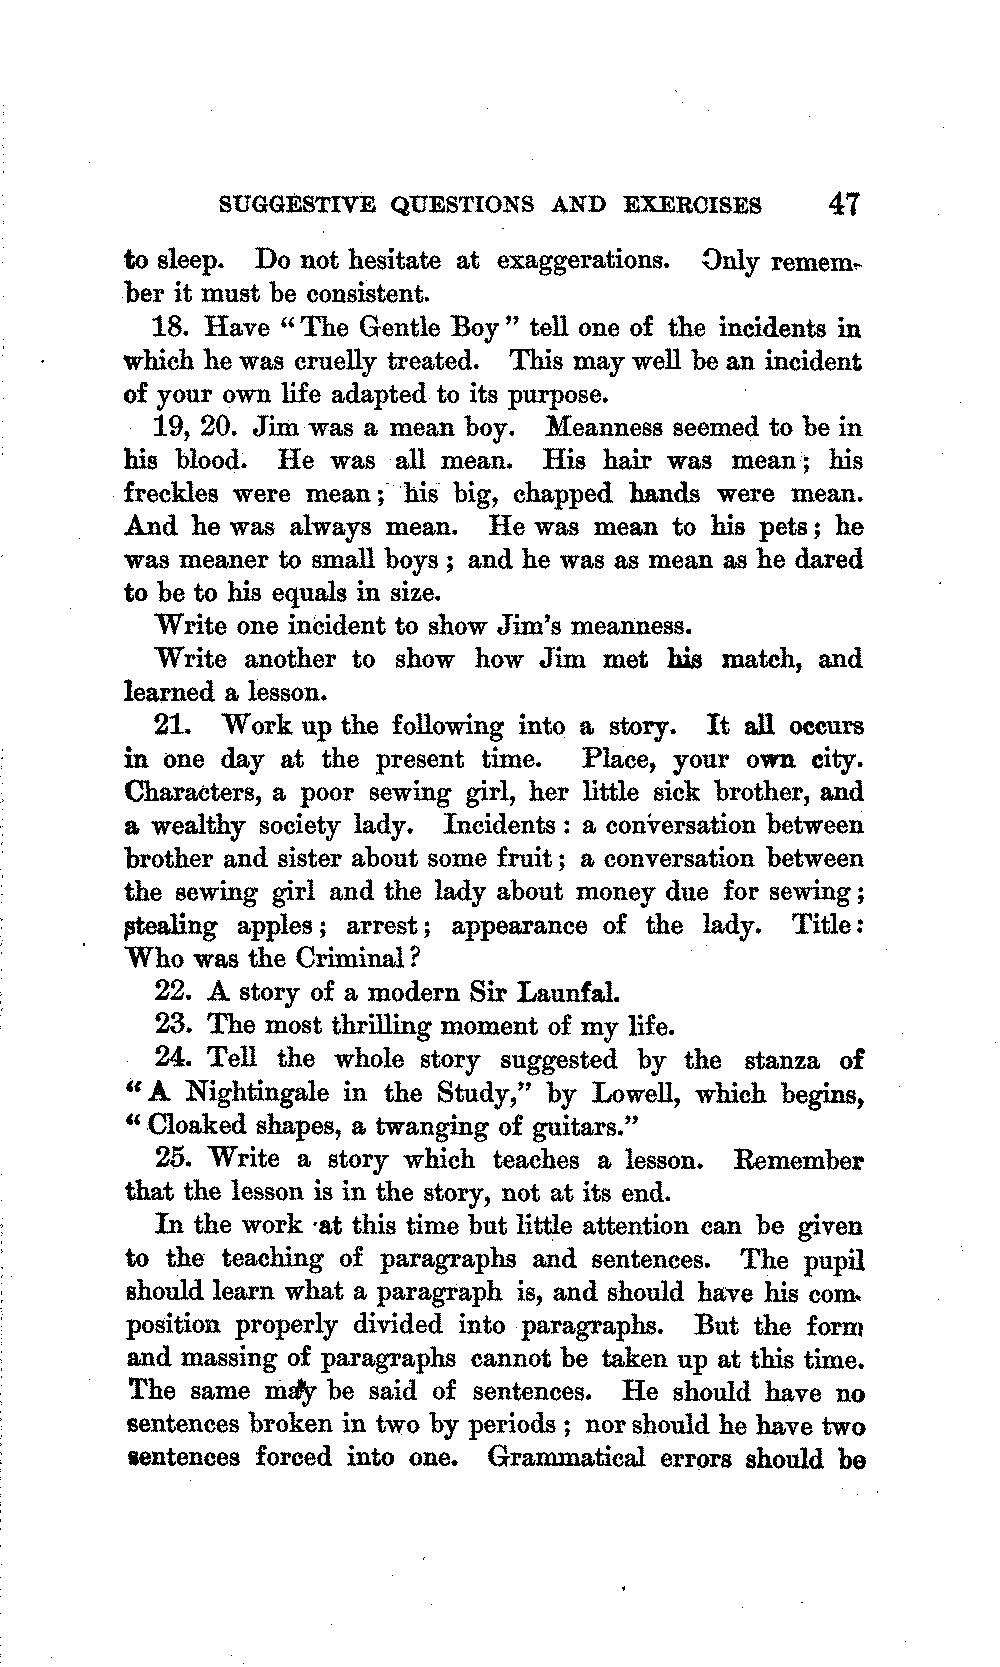 SUGGESTIVE QUESTIONS AND EXERCISES 47
to sleep. Do not hesitate at exaggerations. Only remem-
ber it must be consistent.
18. Have “The Gentle Boy” tell one of the incidents in
which he was cruelly treated. This may well be an incident
of your own life adapted to its purpose.
19, 20. Jim was a mean boy. Meanness seemed to be in
his blood. He was all mean. His hair was mean; his
freckles were mean; his big, chapped hands were mean.
And he was always mean. He was mean to his pets; he
was meaner to small boys; and he was as mean as he dared
to be to his equals in size.
Write one incident to show Jim's meanness.
Write another to show how Jim met his match, and
learned a lesson.
21. Work up the following into a story. It all occurs
in one day at the present time. Place, your own city.
Characters, a poor sewing girl, her little sick brother, and
a wealthy society lady. Incidents: a conversation between
brother and sister about some fruit; a conversation between
the sewing girl and the lady about money due for sewing;
stealing apples; arrest; appearance of the lady. Title:
Who was the Criminal?
22. A story of a modern Sir Launfal.
23. The most thrilling moment of my life.
24. Tell the whole story suggested by the stanza of
“A Nightingale in the Study,” by Lowell, which begins,
“Cloaked shapes, a twanging of guitars.”
25. Write a story which teaches a lesson. Remember
that the lesson is in the story, not at its end.
In the work at this time but little attention can be given
to the teaching of paragraphs and sentences. The pupil
should learn what a paragraph is, and should have his com-
position properly divided into paragraphs. But the form
and massing of paragraphs cannot be taken up at this time.
The same may be said of sentences. He should have no
sentences broken in two by periods; nor should he have two
sentences forced into one. Grammatical errors should be